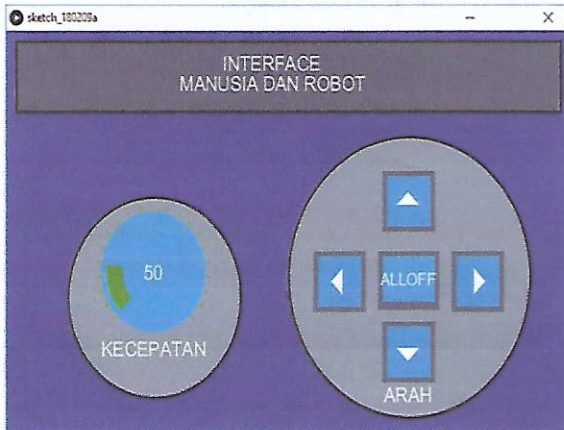 sketch_180209a
INTERFACE
MANUSIA DAN ROBOT
50
KECEPATAN
ALLOFF
ARAH